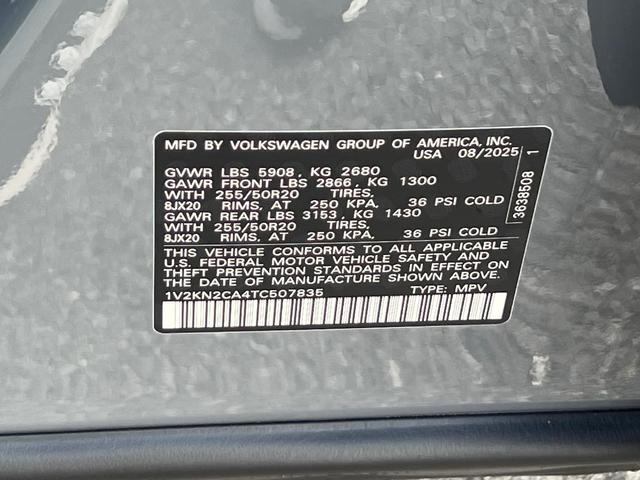 MFD BY VOLKSWAGEN GROUP OF AMERICA, INC.
USA 08/2025
GVWR LBS 5908, KG 2680
GAWR FRONT LBS 2866, KG 1300
WITH 255/50R20 TIRES,
8JX20 RIMS, AT 250 KPA, 36 PSI COLD
GAWR REAR LBS 3153, KG 1430
WITH 255/50R20 TIRES,
8JX20 RIMS, AT 250 KPA, 36 PSI COLD
THIS VEHICLE CONFORMS TO ALL APPLICABLE
U.S. FEDERAL MOTOR VEHICLE SAFETY AND
THEFT PREVENTION STANDARDS IN EFFECT ON
THE DATE OF MANUFACTURE SHOWN ABOVE.
1V2KN2CA4TC507835 TYPE: MPV
3638508 1